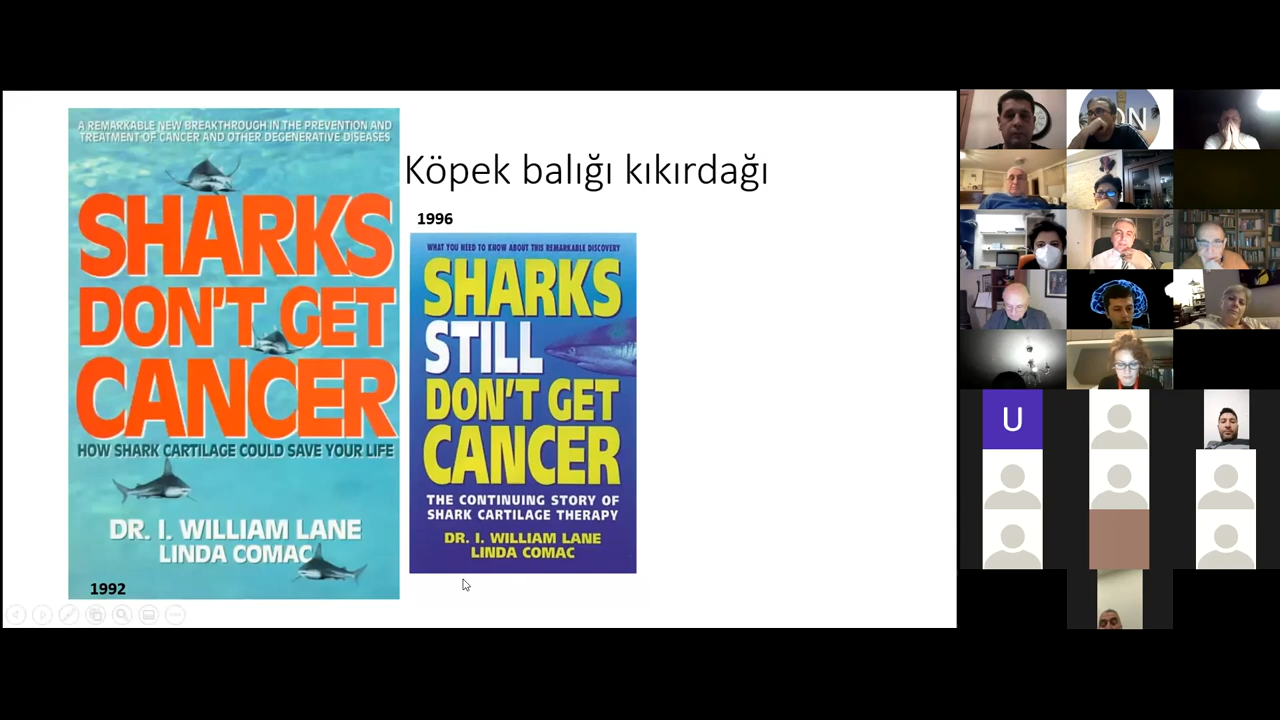 A REMARKABLE NEW BREAKTHROUGH IN THE PREVENTION AND
TREATMENT OF CANCER AND OTHER DEGENERATIVE DISEASES
SHARKS
DON'T GET
CANCER
HOW SHARK CARTILAGE COULD SAVE YOUR LIFE
DR. I. WILLIAM LANE
LINDA COMAC
1992
Köpek balığı kıkırdağı
1996
WHAT YOU NEED TO KNOW ABOUT THIS REMARKABLE DISCOVERY
SHARKS
STILL
DON'T GET
CANCER
THE CONTINUING STORY OF
SHARK CARTILAGE THERAPY
DR. I. WILLIAM LANE
LINDA COMAC
U